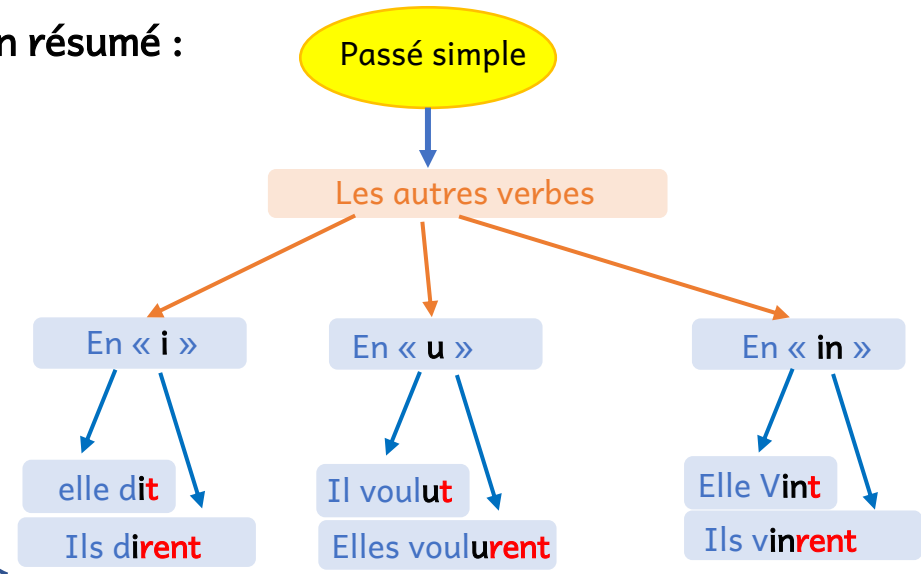 n résumé :
Passé simple
Les autres verbes
En « i »
En « u »
En « in »
elle dit
Ils dirent
Il voulut
Elles voulurent
Elle Vint
Ils vinrent